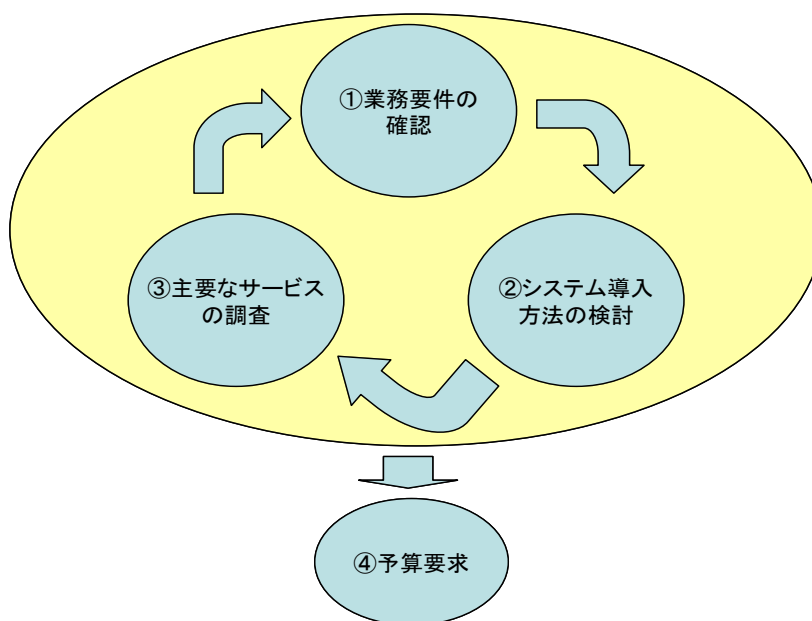 ①業務要件の
確認
②システム導入
方法の検討
③主要なサービス
の調査
④予算要求